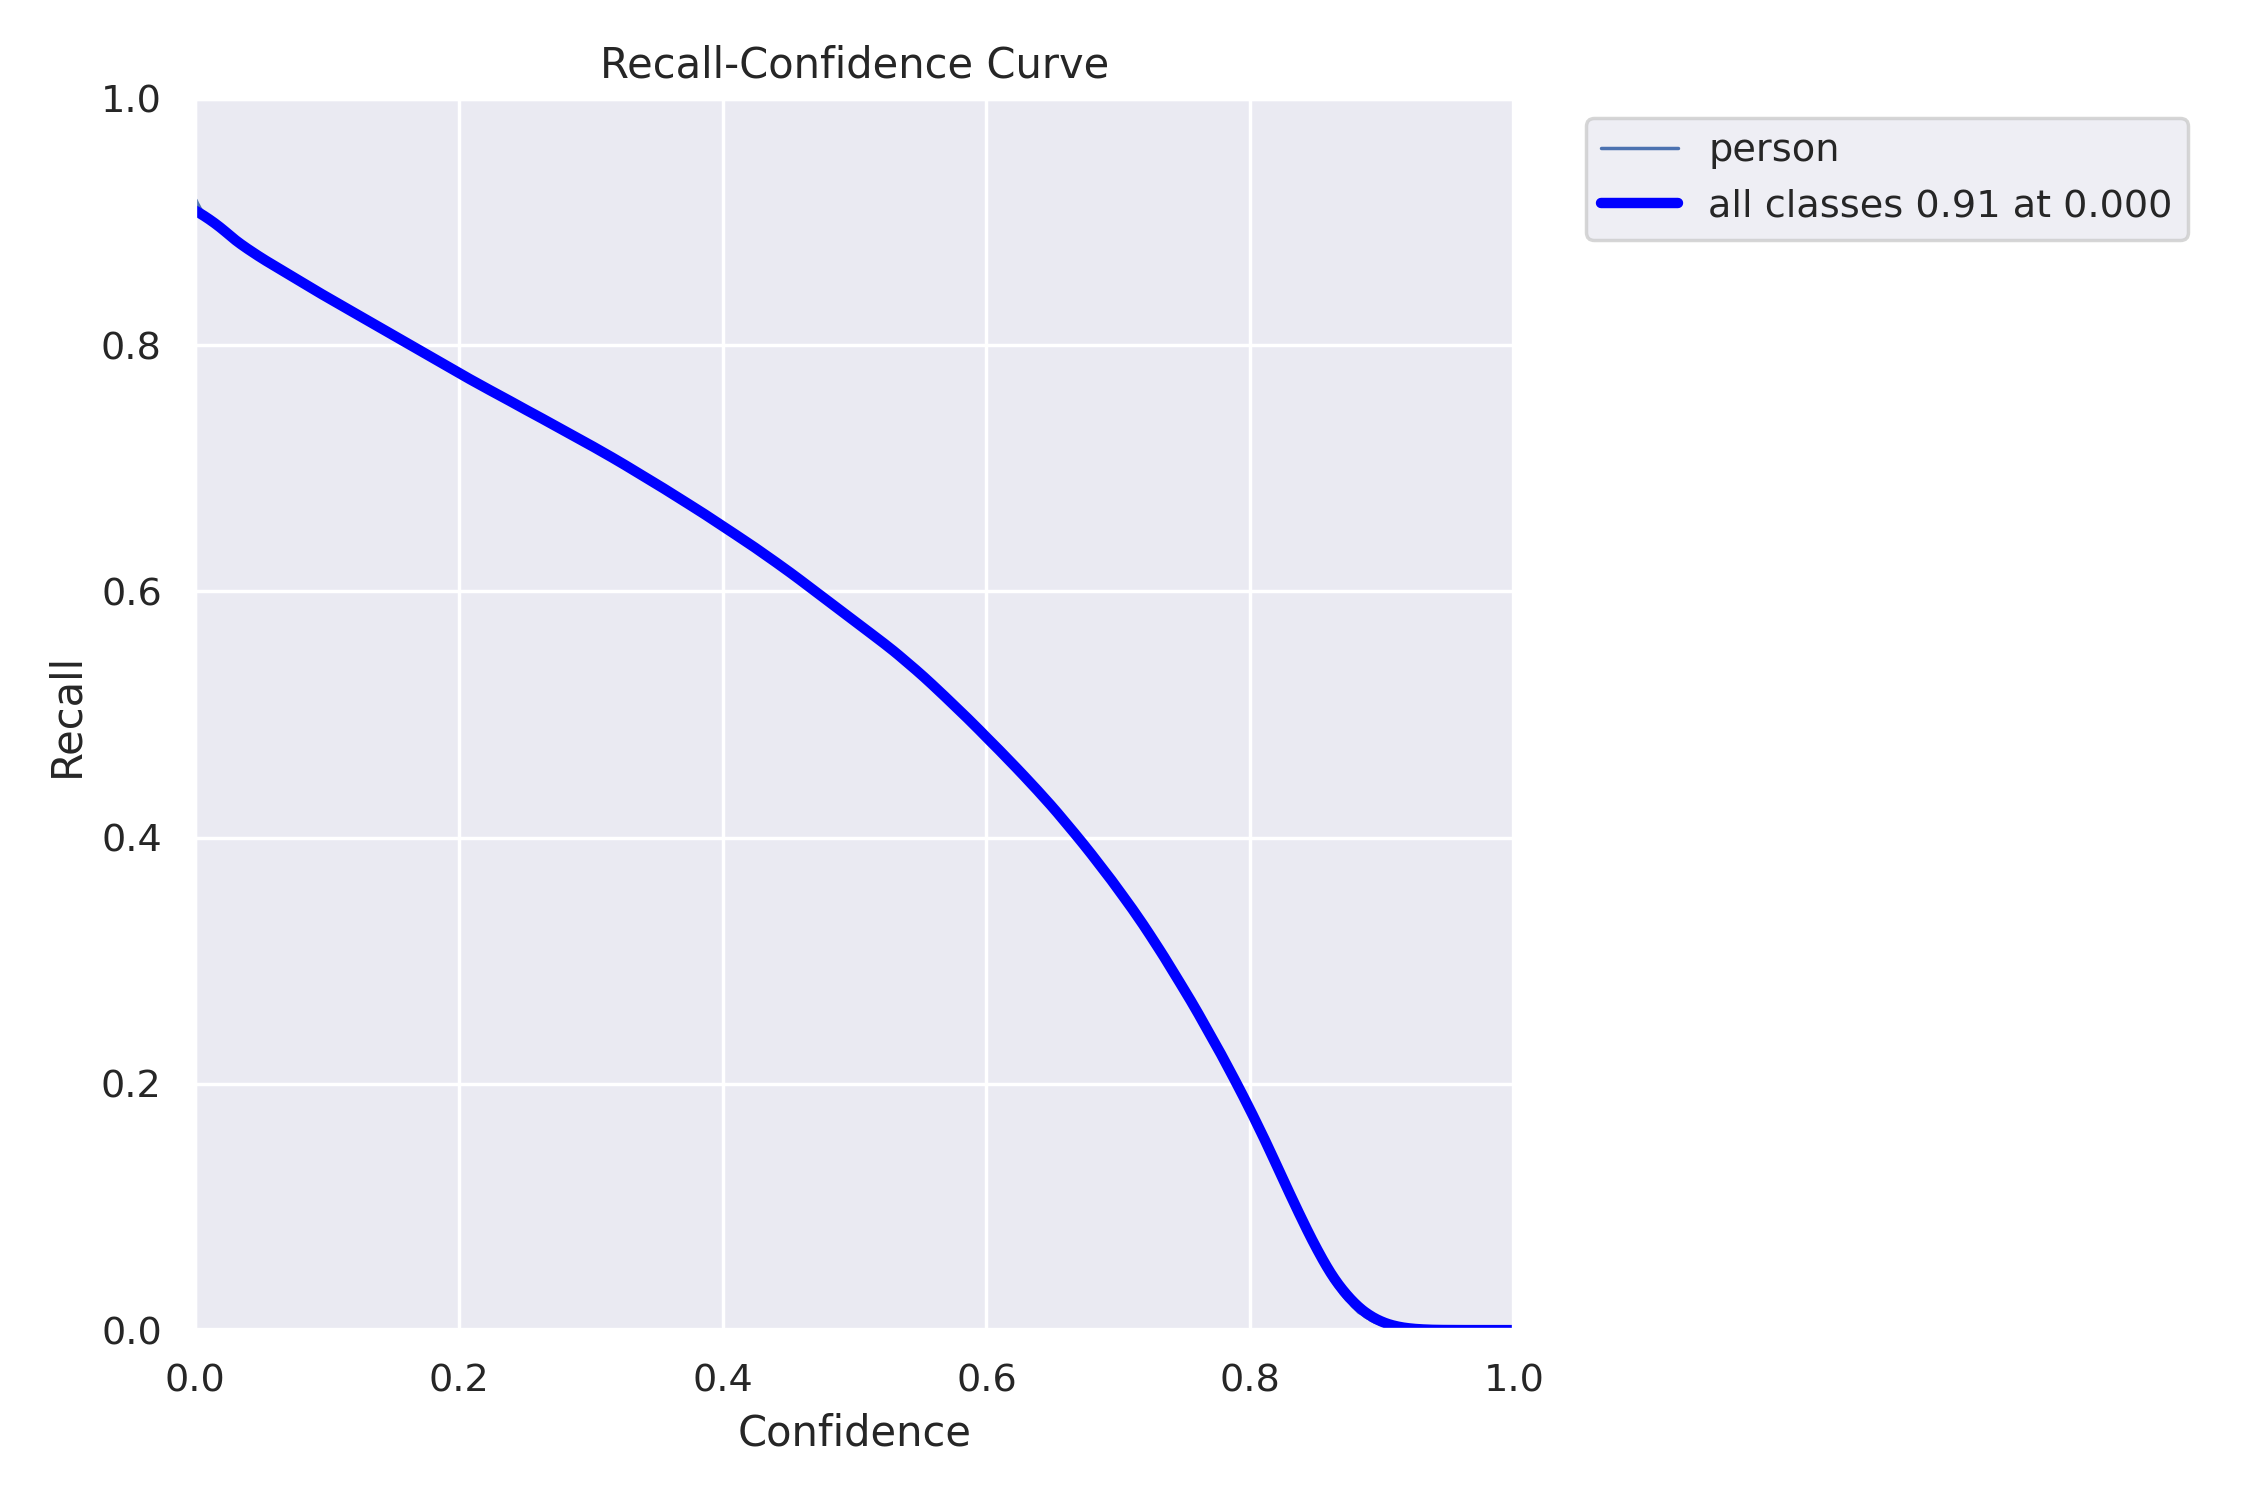 Recall-Confidence Curve
1.0
0.8
0.6
0.4
0.2
0.0
Recall
0.0 0.2 0.4 0.6 0.8 1.0
Confidence
person
all classes 0.91 at 0.000